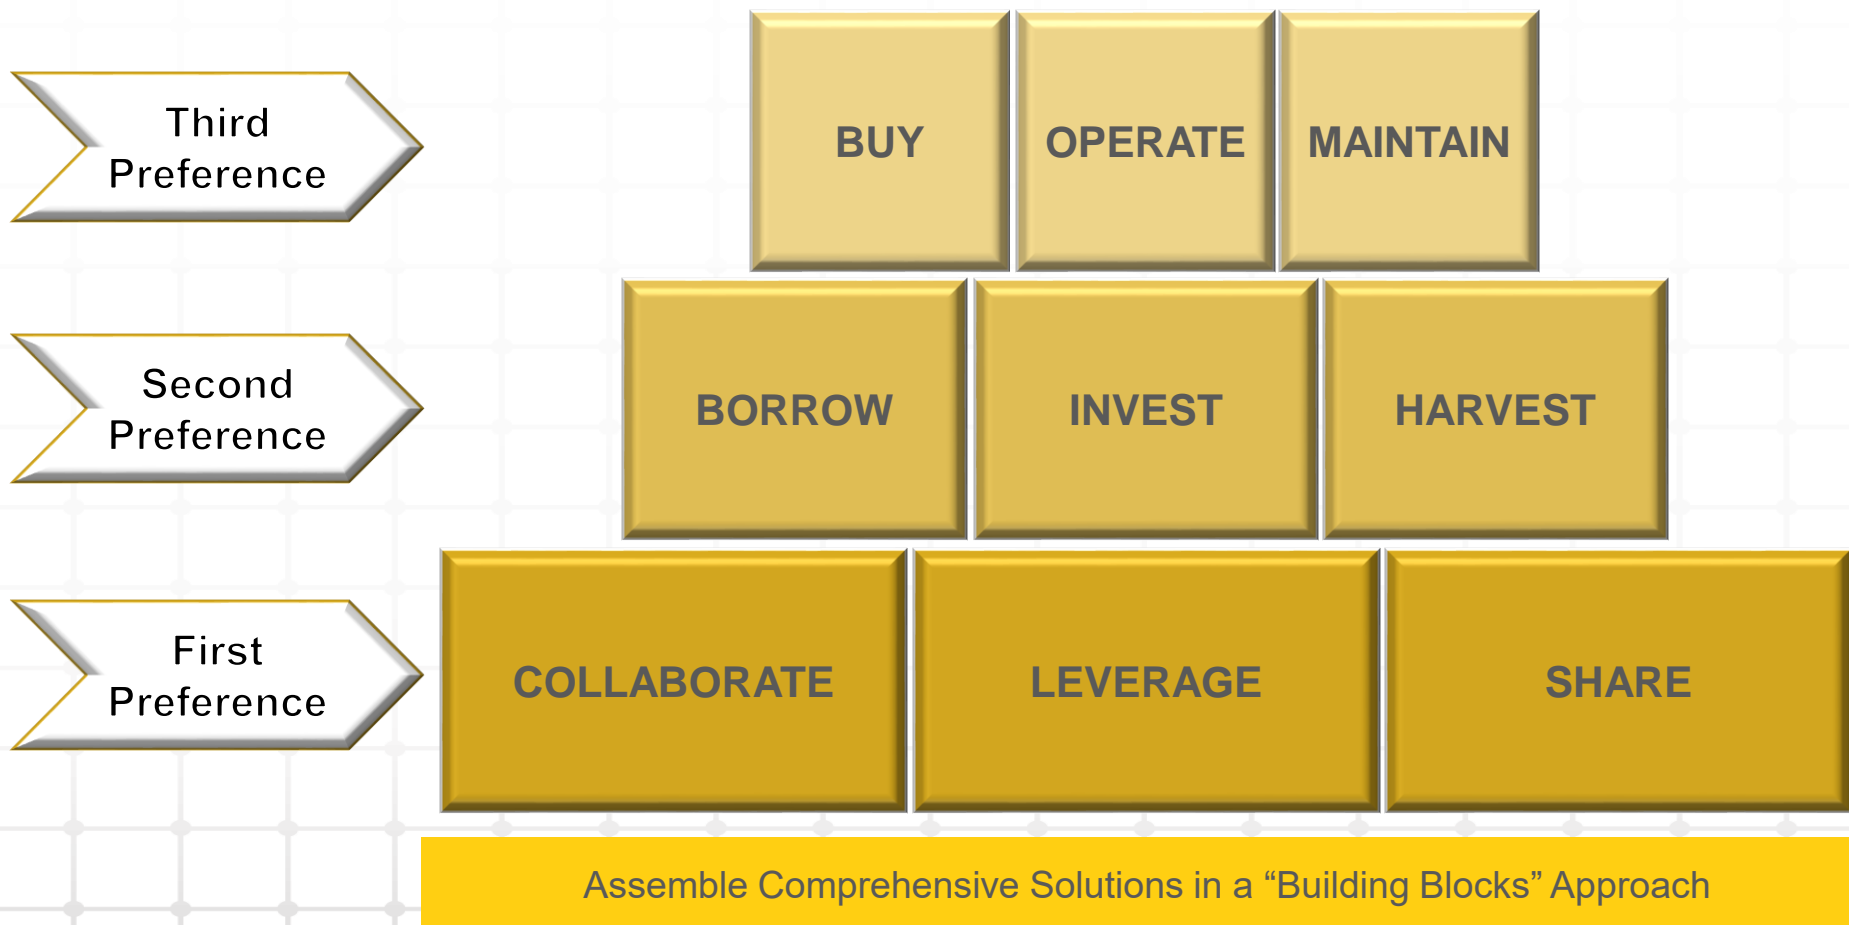 Third
Preference
BUY
OPERATE
MAINTAIN
Second
Preference
BORROW
INVEST
HARVEST
First
Preference
COLLABORATE
LEVERAGE
SHARE
Assemble Comprehensive Solutions in a “Building Blocks” Approach